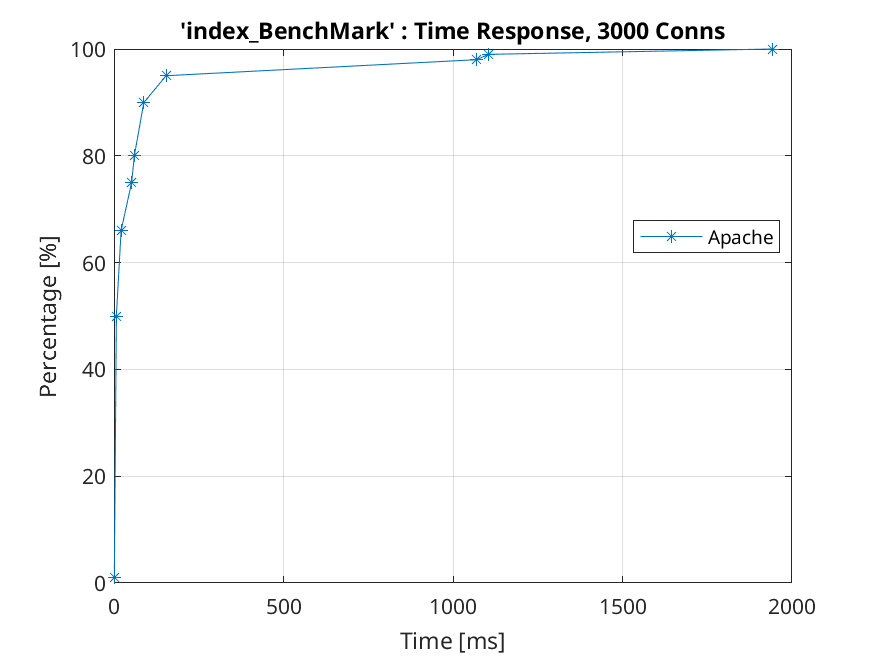 'index_BenchMark' : Time Response, 3000 Conns
100
80
60
40
20
0
Percentage [%]
Apache
0 500 1000 1500 2000
Time [ms]